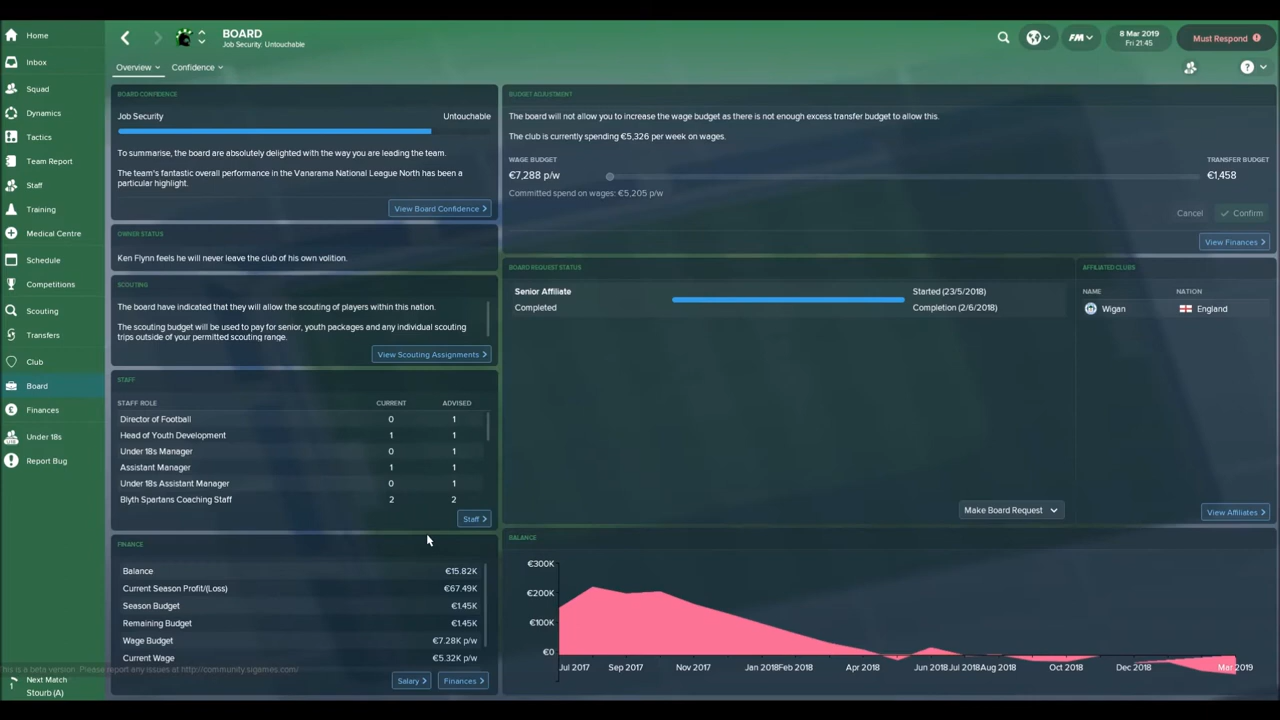 Home
Inbox
Squad
Dynamics
Tactics
Team Report
Staff
Training
Medical Centre
Schedule
Competitions
Scouting
Transfers
Club
Board
Finances
Under 18s
Report Bug
This is a beta version. Please report any issues at http://community.sigames.com/
Next Match
Stourb (A)
BOARD
Job Security: Untouchable
FM
8 Mar 2019
Fri 21:45
Must Respond
Overview
Confidence
BOARD CONFIDENCE
Job Security Untouchable
To summarise, the board are absolutely delighted with the way you are leading the team.
The team's fantastic overall performance in the Vanarama National League North has been a
particular highlight.
View Board Confidence >
OWNER STATUS
Ken Flynn feels he will never leave the club of his own volition.
SCOUTING
The board have indicated that they will allow the scouting of players within this nation.
The scouting budget will be used to pay for senior, youth packages and any individual scouting
trips outside of your permitted scouting range.
View Scouting Assignments >
STAFF
STAFF ROLE CURRENT ADVISED
Director of Football 0 1
Head of Youth Development 1 1
Under 18s Manager 0 1
Assistant Manager 1 1
Under 18s Assistant Manager 0 1
Blyth Spartans Coaching Staff 2 2
Staff >
FINANCE
Balance €15.82K
Current Season Profit/(Loss) €67.49K
Season Budget €1.45K
Remaining Budget €1.45K
Wage Budget €7.28K p/w
Current Wage €5.32K p/w
Salary > Finances >
BUDGET ADJUSTMENT
The board will not allow you to increase the wage budget as there is not enough excess transfer budget to allow this.
The club is currently spending €5,326 per week on wages.
WAGE BUDGET TRANSFER BUDGET
€7,288 p/w €1,458
Committed spend on wages: €5,205 p/w
Cancel Confirm
View Finances >
BOARD REQUEST STATUS
Senior Affiliate Started (23/5/2018)
Completed Completion (2/6/2018)
Make Board Request
AFFILIATED CLUBS
NAME NATION
Wigan England
View Affiliates >
BALANCE
€300K
€200K
€100K
€0
Jul 2017 Sep 2017 Nov 2017 Jan 2018 Feb 2018 Apr 2018 Jun 2018 Jul 2018 Aug 2018 Oct 2018 Dec 2018 Mar 2019